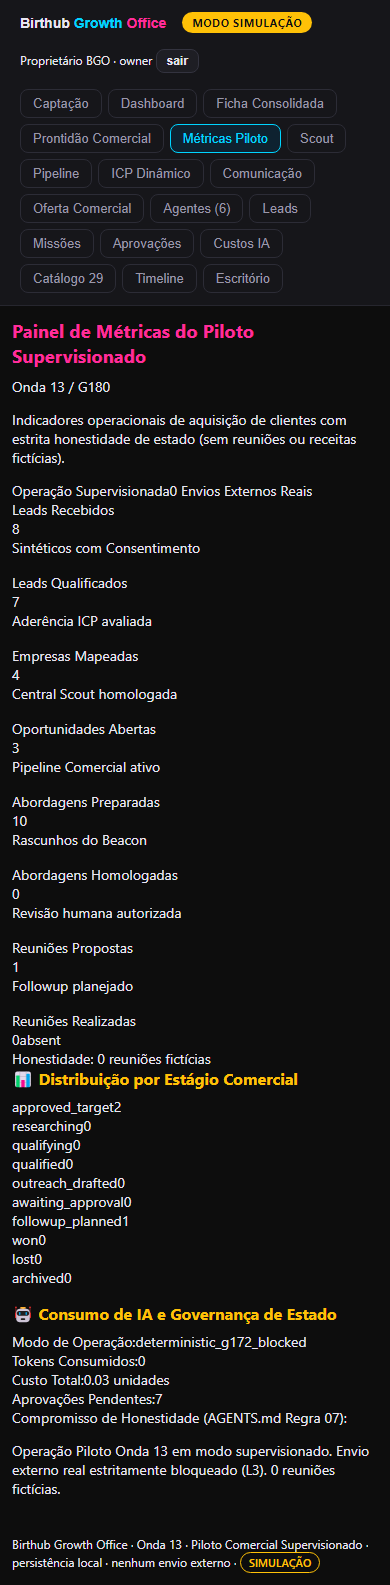 Birthub Growth Office MODO SIMULAÇÃO
Proprietário BGO · owner sair
Captação Dashboard Ficha Consolidada
Prontidão Comercial Métricas Piloto Scout
Pipeline ICP Dinâmico Comunicação
Oferta Comercial Agentes (6) Leads
Missões Aprovações Custos IA
Catálogo 29 Timeline Escritório
Painel de Métricas do Piloto
Supervisionado
Onda 13 / G180
Indicadores operacionais de aquisição de clientes com
estrita honestidade de estado (sem reuniões ou receitas
fictícias).
Operação Supervisionada0 Envios Externos Reais
Leads Recebidos
8
Sintéticos com Consentimento
Leads Qualificados
7
Aderência ICP avaliada
Empresas Mapeadas
4
Central Scout homologada
Oportunidades Abertas
3
Pipeline Comercial ativo
Abordagens Preparadas
10
Rascunhos do Beacon
Abordagens Homologadas
0
Revisão humana autorizada
Reuniões Propostas
1
Followup planejado
Reuniões Realizadas
0absent
Honestidade: 0 reuniões fictícias
Distribuição por Estágio Comercial
approved_target2
researching0
qualifying0
qualified0
outreach_drafted0
awaiting_approval0
followup_planned1
won0
lost0
archived0
Consumo de IA e Governança de Estado
Modo de Operação:deterministic_g172_blocked
Tokens Consumidos:0
Custo Total:0.03 unidades
Aprovações Pendentes:7
Compromisso de Honestidade (AGENTS.md Regra 07):
Operação Piloto Onda 13 em modo supervisionado. Envio
externo real estritamente bloqueado (L3). 0 reuniões
fictícias.
Birthub Growth Office · Onda 13 · Piloto Comercial Supervisionado ·
persistência local · nenhum envio externo · SIMULAÇÃO